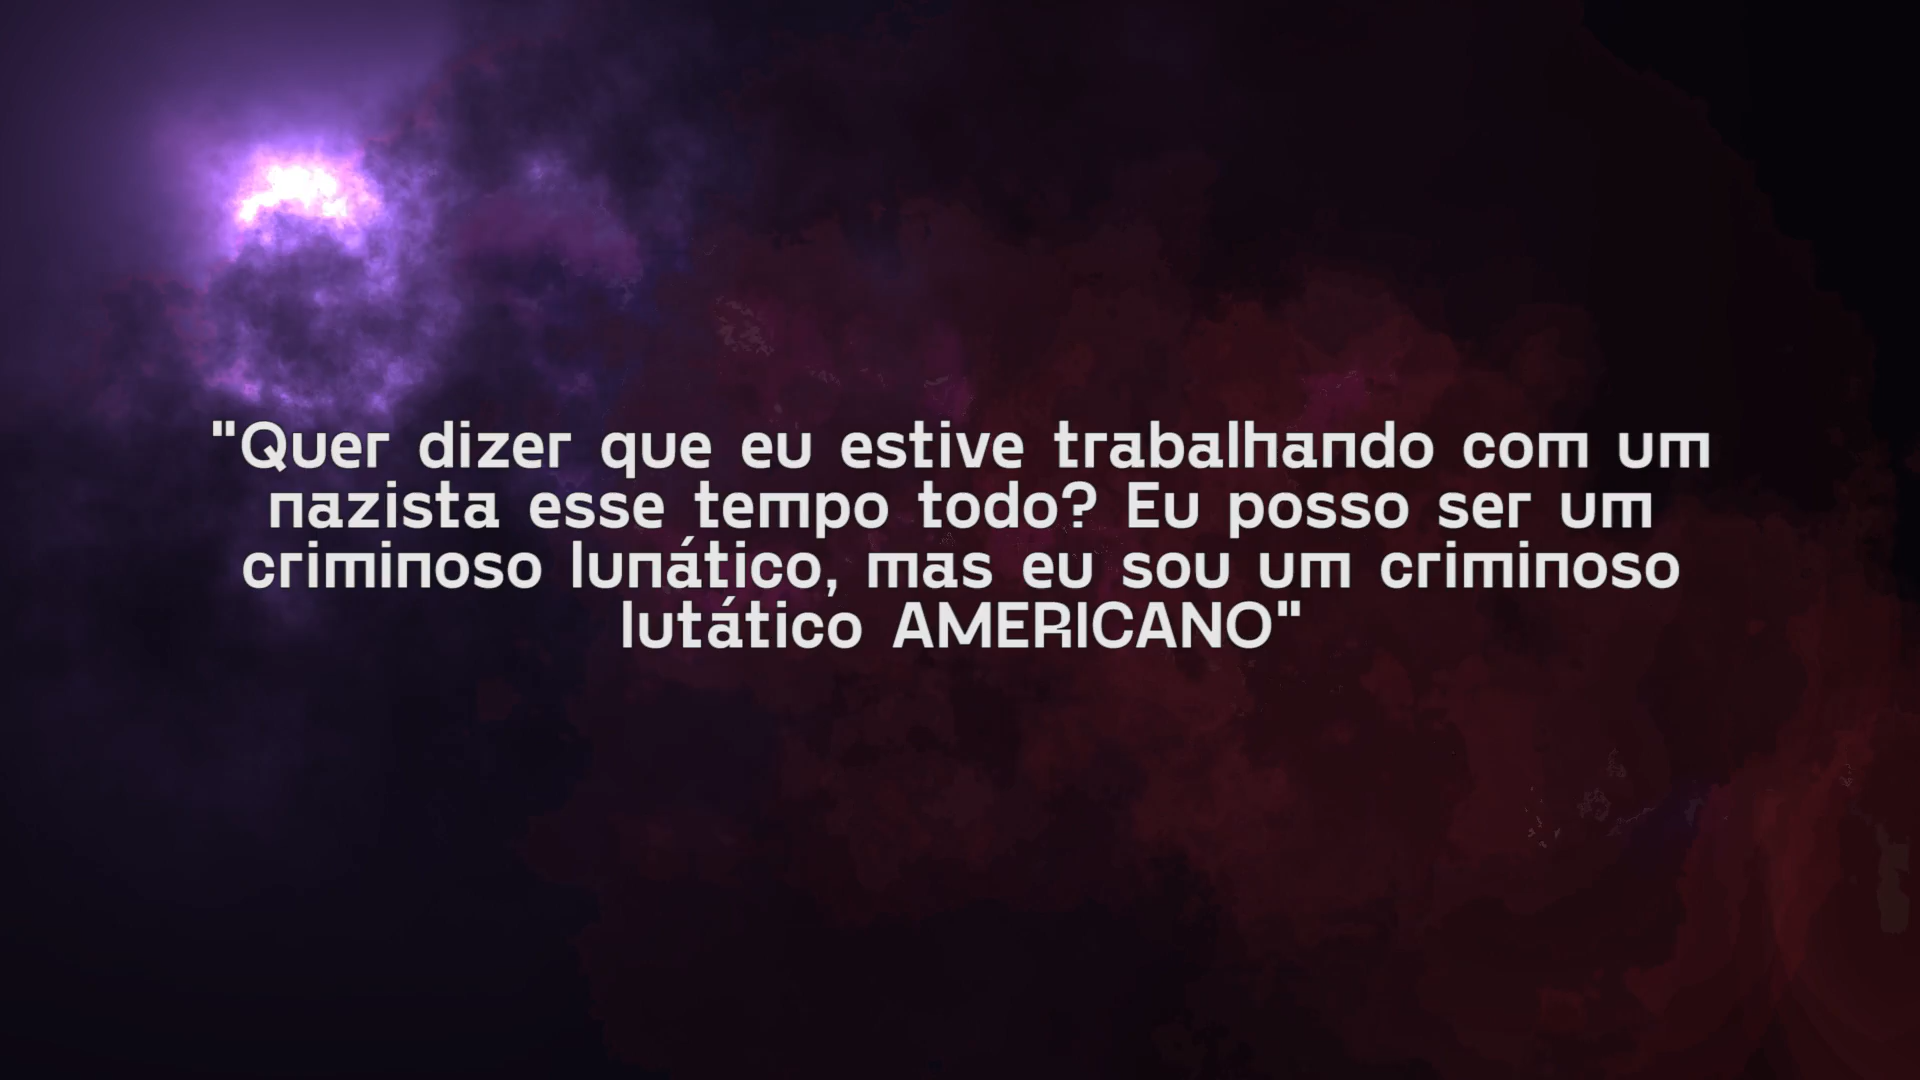 "Quer dizer que eu estive trabalhando com um
nazista esse tempo todo? Eu posso ser um
criminoso lunático, mas eu sou um criminoso
lutático AMERICANO"